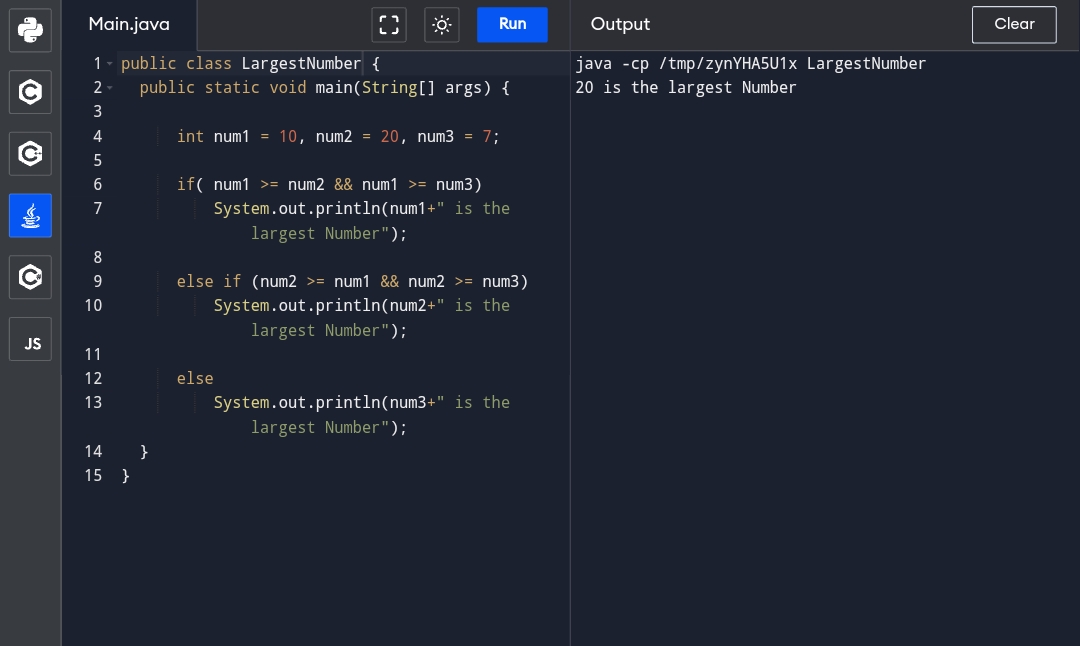 Main.java
Run
Output
Clear
1 public class LargestNumber {
2 public static void main(String[] args) {
3
4 int num1 = 10, num2 = 20, num3 = 7;
5
6 if( num1 >= num2 && num1 >= num3)
7 System.out.println(num1+" is the
largest Number");
8
9 else if (num2 >= num1 && num2 >= num3)
10 System.out.println(num2+" is the
largest Number");
11
12 else
13 System.out.println(num3+" is the
largest Number");
14 }
15 }
java -cp /tmp/zynYHA5U1x LargestNumber
20 is the largest Number
C
C++
C#
JS